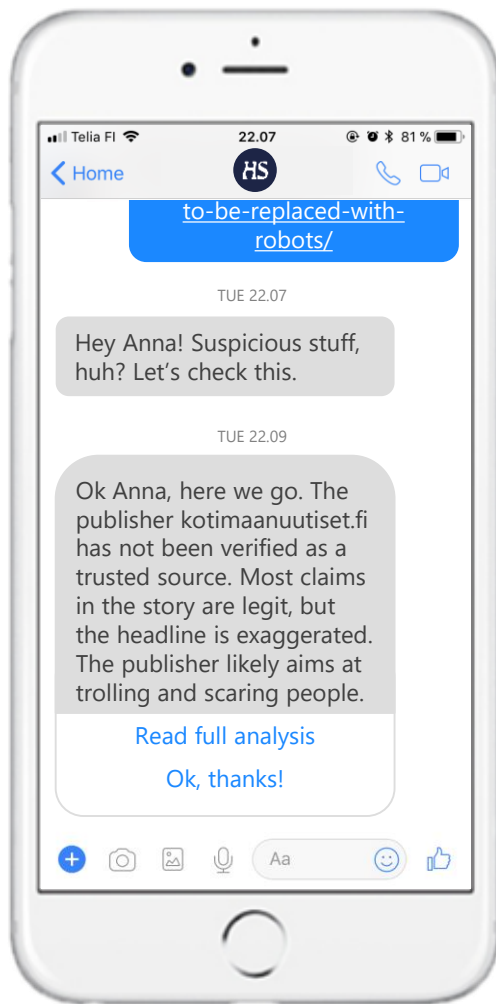 Telia FI 22.07 81 %
Home HS
to-be-replaced-with-
robots/
TUE 22.07
Hey Anna! Suspicious stuff,
huh? Let’s check this.
TUE 22.09
Ok Anna, here we go. The
publisher kotimaanuutiset.fi
has not been verified as a
trusted source. Most claims
in the story are legit, but
the headline is exaggerated.
The publisher likely aims at
trolling and scaring people.
Read full analysis
Ok, thanks!
Aa